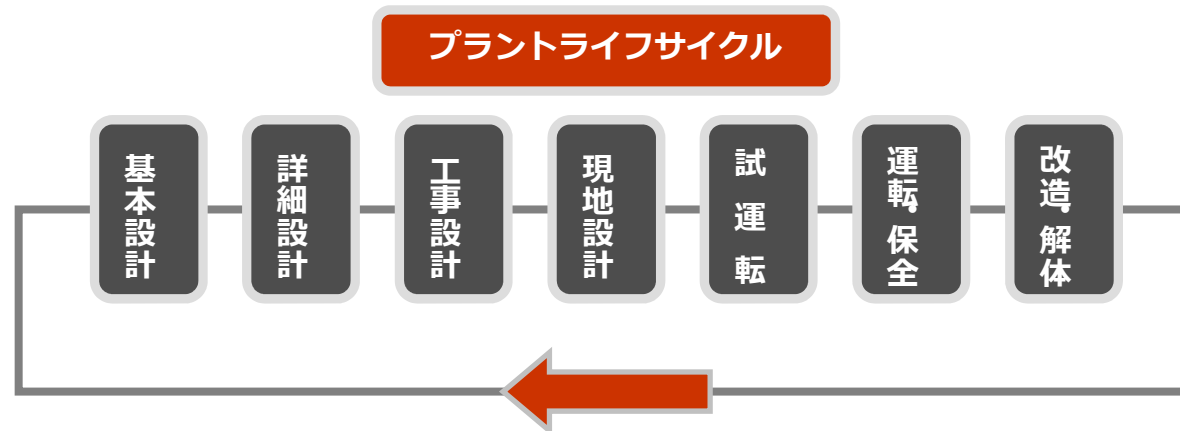 プラントライフサイクル
基本設計
詳細設計
工事設計
現地設計
試運転
運転・保全
改造・解体